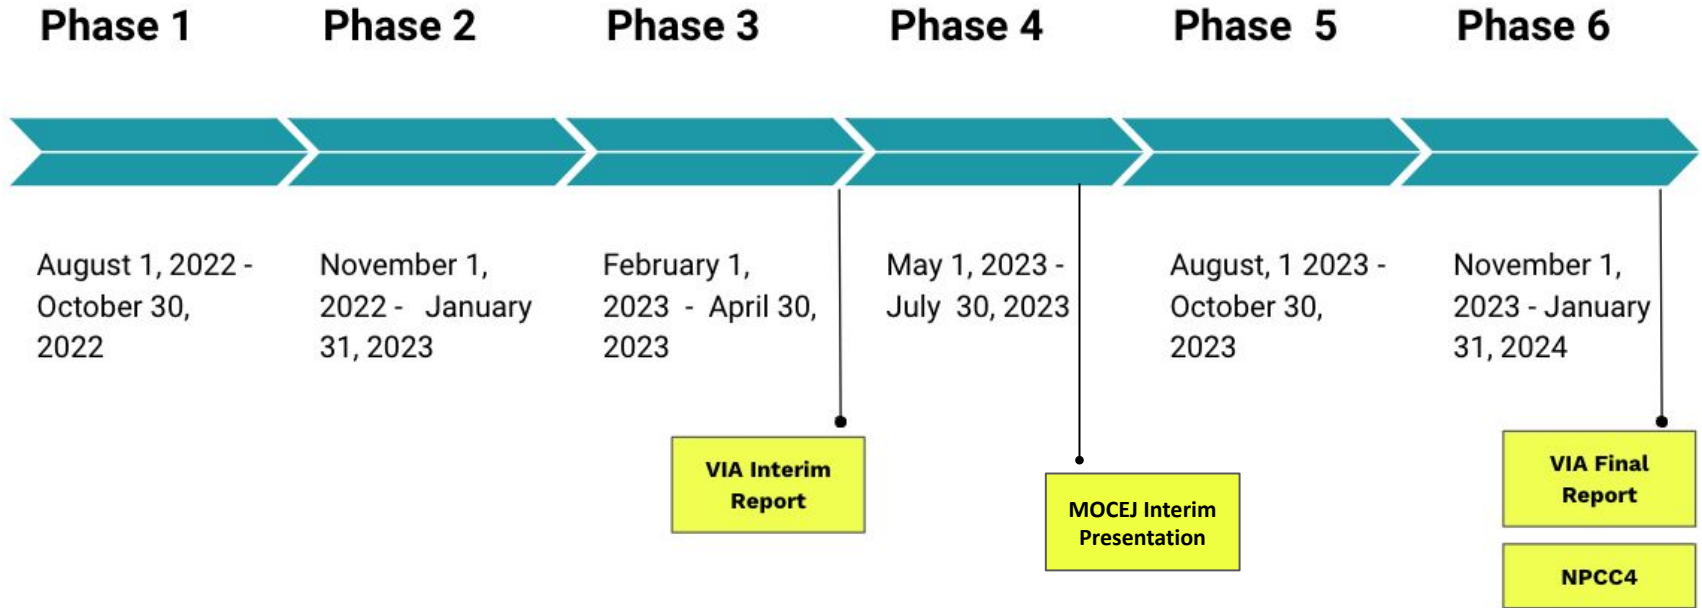 Phase 1
Phase 2
Phase 3
Phase 4
Phase  5
Phase 6
August 1, 2022 -
October 30,
2022
November 1,
2022 -   January
31, 2023
February 1,
2023  -  April 30,
2023
May 1, 2023 -
July  30, 2023
August, 1 2023 -
October 30,
2023
November 1,
2023 - January
31, 2024
VIA Interim
Report
MOCEJ Interim
Presentation
VIA Final
Report
NPCC4